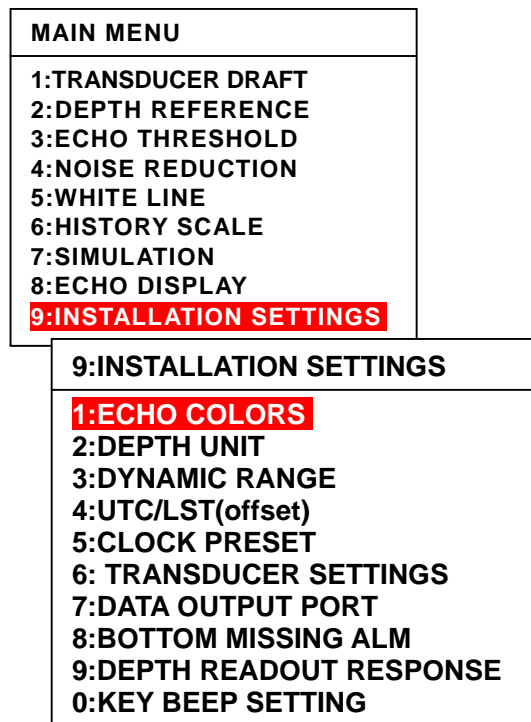 MAIN MENU
1:TRANSDUCER DRAFT
2:DEPTH REFERENCE
3:ECHO THRESHOLD
4:NOISE REDUCTION
5:WHITE LINE
6:HISTORY SCALE
7:SIMULATION
8:ECHO DISPLAY
9:INSTALLATION SETTINGS
9:INSTALLATION SETTINGS
1:ECHO COLORS
2:DEPTH UNIT
3:DYNAMIC RANGE
4:UTC/LST(offset)
5:CLOCK PRESET
6: TRANSDUCER SETTINGS
7:DATA OUTPUT PORT
8:BOTTOM MISSING ALM
9:DEPTH READOUT RESPONSE
0:KEY BEEP SETTING